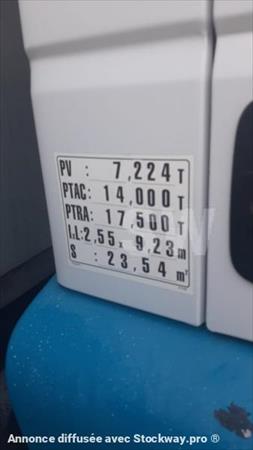 PV : 7,224 T
PTAC: 14,000 T
PTRA: 17,500 T
l.L:2,55 x 9,23 m
S : 23,54 m²
Annonce diffusée avec Stockway.pro ®